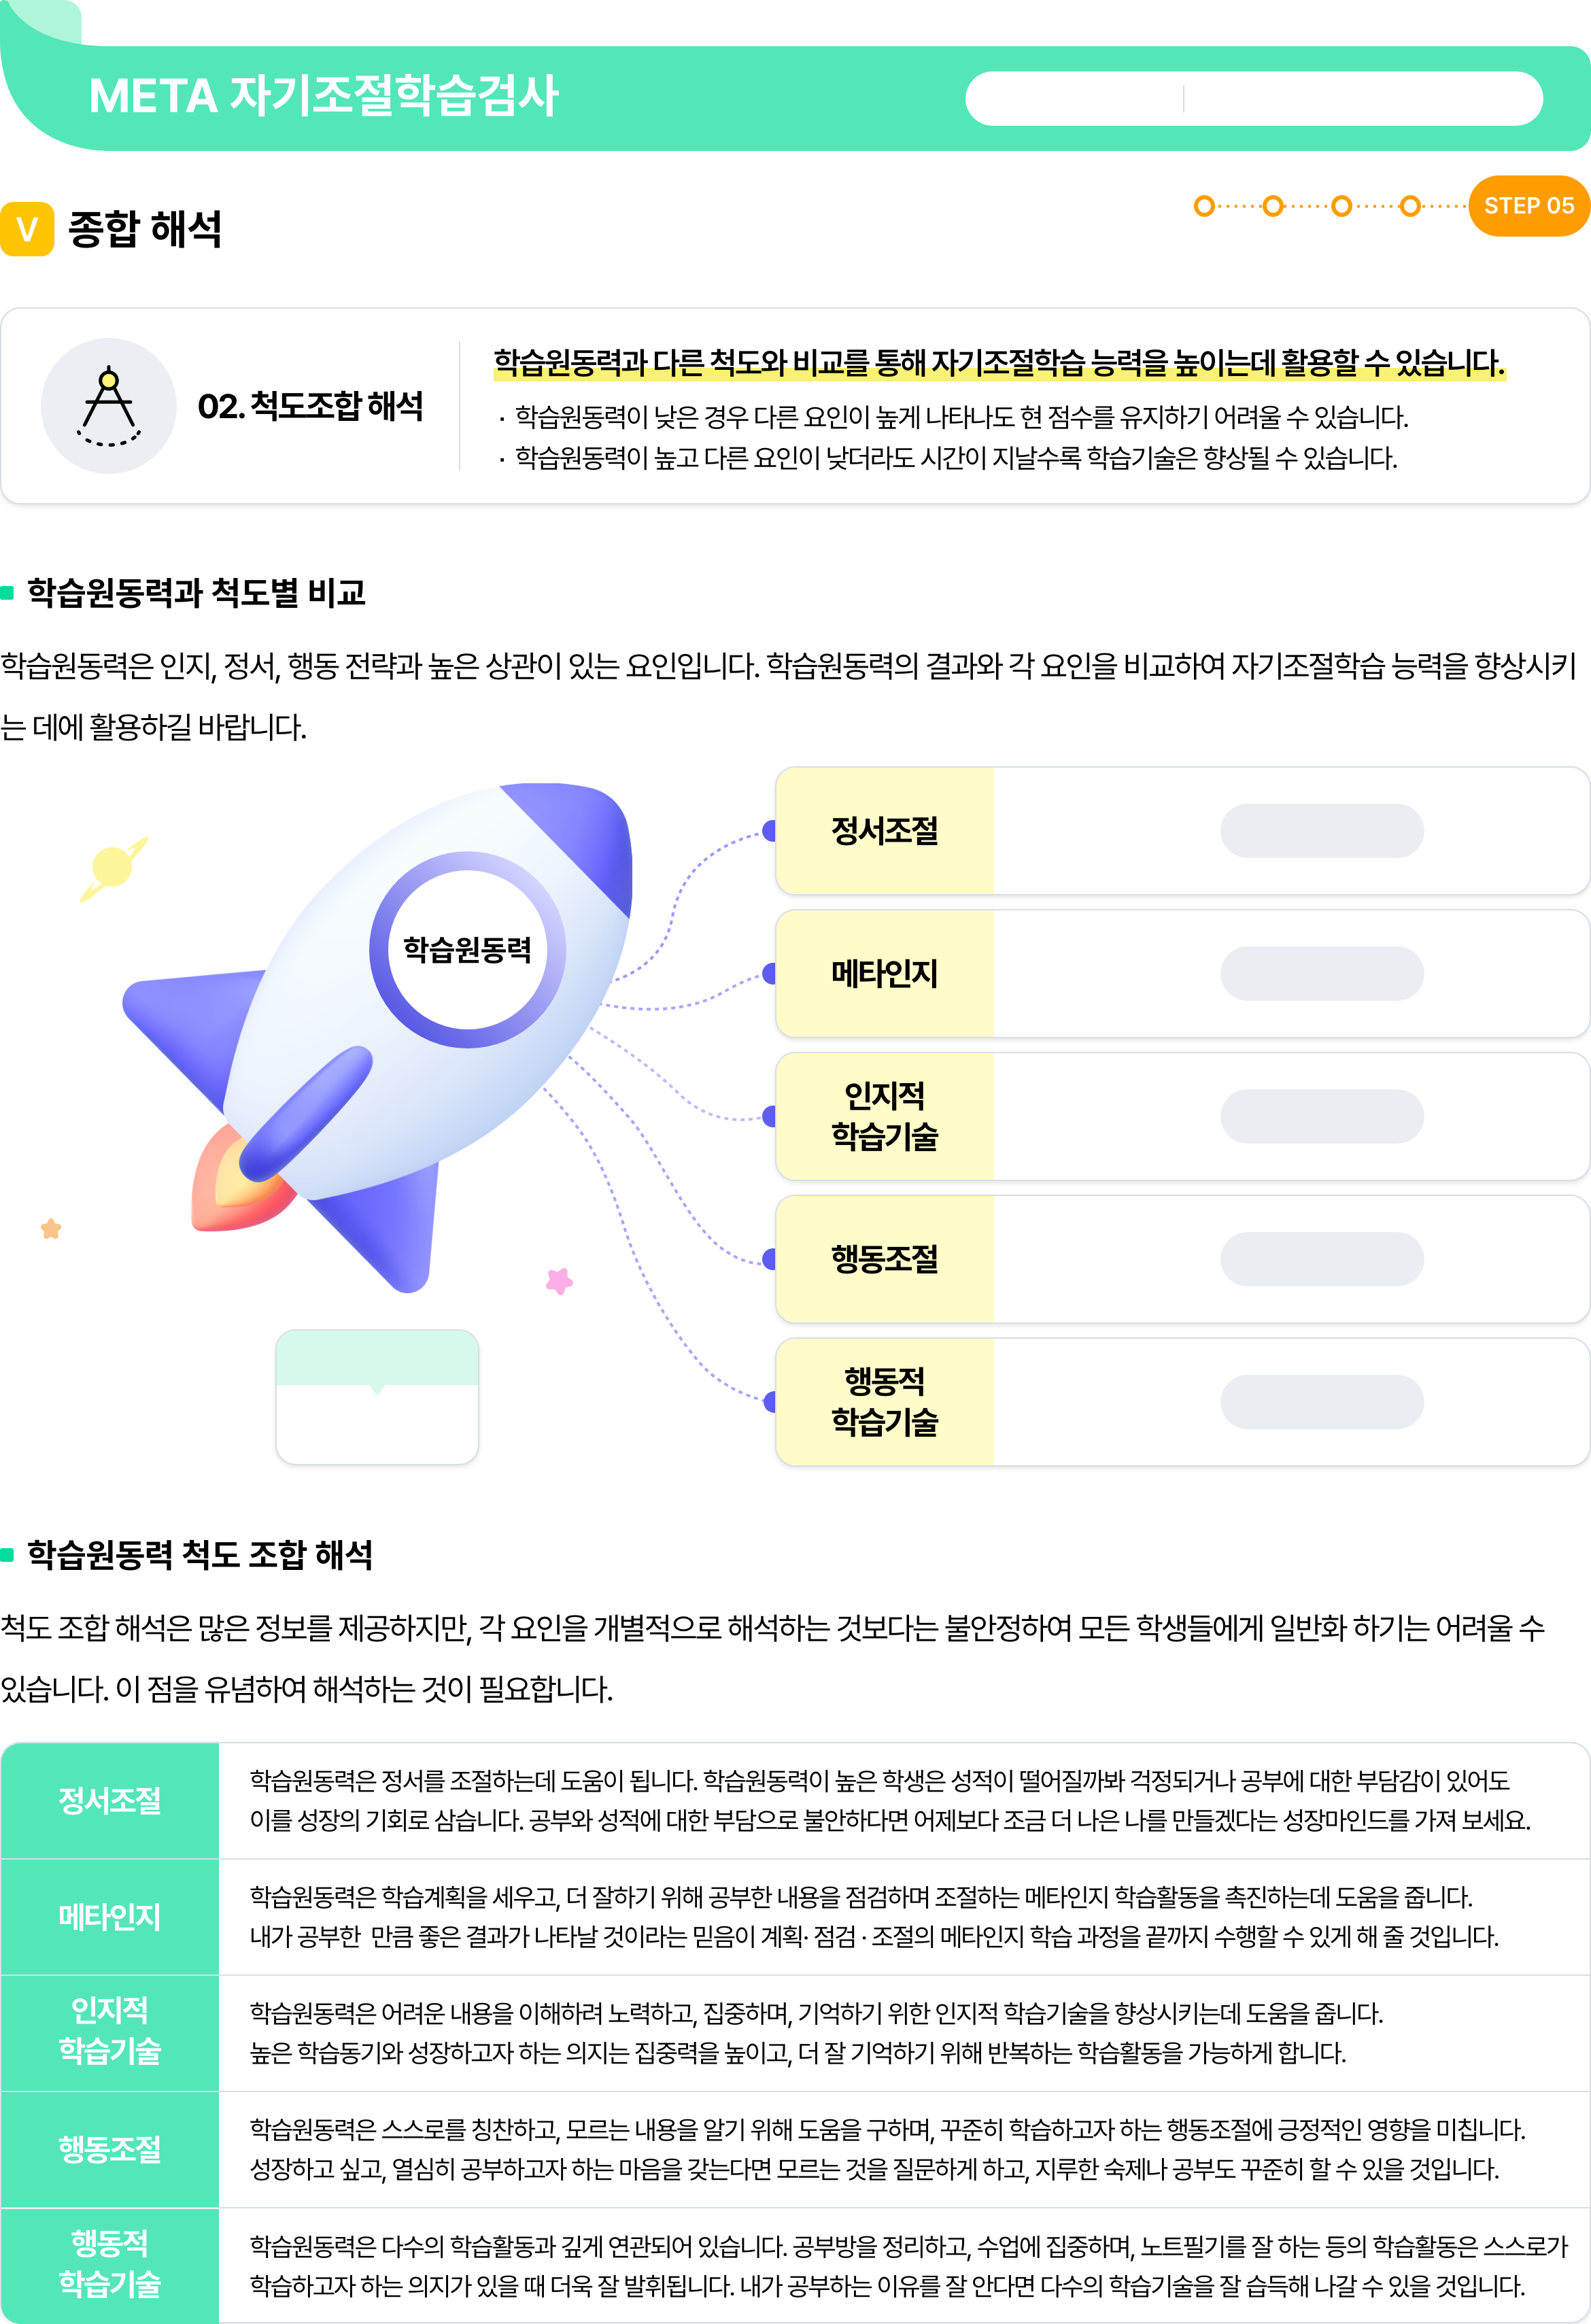 META 자기조절학습검사
STEP 05
V 종합 해석
02. 척도조합 해석
학습원동력과 다른 척도와 비교를 통해 자기조절학습 능력을 높이는데 활용할 수 있습니다.
· 학습원동력이 낮은 경우 다른 요인이 높게 나타나도 현 점수를 유지하기 어려울 수 있습니다.
· 학습원동력이 높고 다른 요인이 낮더라도 시간이 지날수록 학습기술은 향상될 수 있습니다.
학습원동력과 척도별 비교
학습원동력은 인지, 정서, 행동 전략과 높은 상관이 있는 요인입니다. 학습원동력의 결과와 각 요인을 비교하여 자기조절학습 능력을 향상시키
는 데에 활용하길 바랍니다.
학습원동력
정서조절
메타인지
인지적
학습기술
행동조절
행동적
학습기술
학습원동력 척도 조합 해석
척도 조합 해석은 많은 정보를 제공하지만, 각 요인을 개별적으로 해석하는 것보다는 불안정하여 모든 학생들에게 일반화 하기는 어려울 수
있습니다. 이 점을 유념하여 해석하는 것이 필요합니다.
정서조절
학습원동력은 정서를 조절하는데 도움이 됩니다. 학습원동력이 높은 학생은 성적이 떨어질까봐 걱정되거나 공부에 대한 부담감이 있어도
이를 성장의 기회로 삼습니다. 공부와 성적에 대한 부담으로 불안하다면 어제보다 조금 더 나은 나를 만들겠다는 성장마인드를 가져 보세요.
메타인지
학습원동력은 학습계획을 세우고, 더 잘하기 위해 공부한 내용을 점검하며 조절하는 메타인지 학습활동을 촉진하는데 도움을 줍니다.
내가 공부한  만큼 좋은 결과가 나타날 것이라는 믿음이 계획· 점검 · 조절의 메타인지 학습 과정을 끝까지 수행할 수 있게 해 줄 것입니다.
인지적
학습기술
학습원동력은 어려운 내용을 이해하려 노력하고, 집중하며, 기억하기 위한 인지적 학습기술을 향상시키는데 도움을 줍니다.
높은 학습동기와 성장하고자 하는 의지는 집중력을 높이고, 더 잘 기억하기 위해 반복하는 학습활동을 가능하게 합니다.
행동조절
학습원동력은 스스로를 칭찬하고, 모르는 내용을 알기 위해 도움을 구하며, 꾸준히 학습하고자 하는 행동조절에 긍정적인 영향을 미칩니다.
성장하고 싶고, 열심히 공부하고자 하는 마음을 갖는다면 모르는 것을 질문하게 하고, 지루한 숙제나 공부도 꾸준히 할 수 있을 것입니다.
행동적
학습기술
학습원동력은 다수의 학습활동과 깊게 연관되어 있습니다. 공부방을 정리하고, 수업에 집중하며, 노트필기를 잘 하는 등의 학습활동은 스스로가
학습하고자 하는 의지가 있을 때 더욱 잘 발휘됩니다. 내가 공부하는 이유를 잘 안다면 다수의 학습기술을 잘 습득해 나갈 수 있을 것입니다.